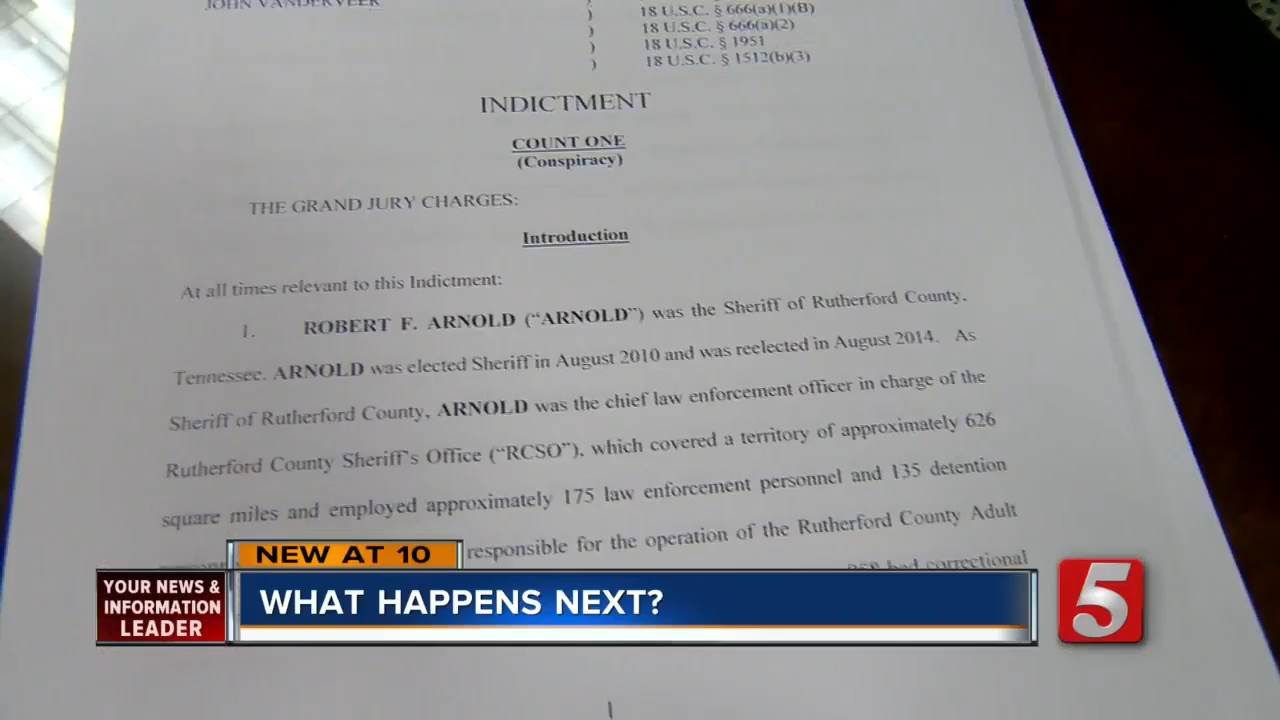 JOHN VANDERVEER
) 18 U.S.C. § 666(a)(1)(B)
) 18 U.S.C. § 666(a)(2)
) 18 U.S.C. § 1951
) 18 U.S.C. § 1512(b)(3)
INDICTMENT
COUNT ONE
(Conspiracy)
THE GRAND JURY CHARGES:
Introduction
At all times relevant to this Indictment:
1. ROBERT F. ARNOLD (“ARNOLD”) was the Sheriff of Rutherford County,
Tennessee. ARNOLD was elected Sheriff in August 2010 and was reelected in August 2014. As
Sheriff of Rutherford County, ARNOLD was the chief law enforcement officer in charge of the
Rutherford County Sheriff's Office (“RCSO”), which covered a territory of approximately 626
square miles and employed approximately 175 law enforcement personnel and 135 detention
responsible for the operation of the Rutherford County Adult
had correctional
NEW AT 10
YOUR NEWS &
INFORMATION
LEADER
WHAT HAPPENS NEXT?
5
1